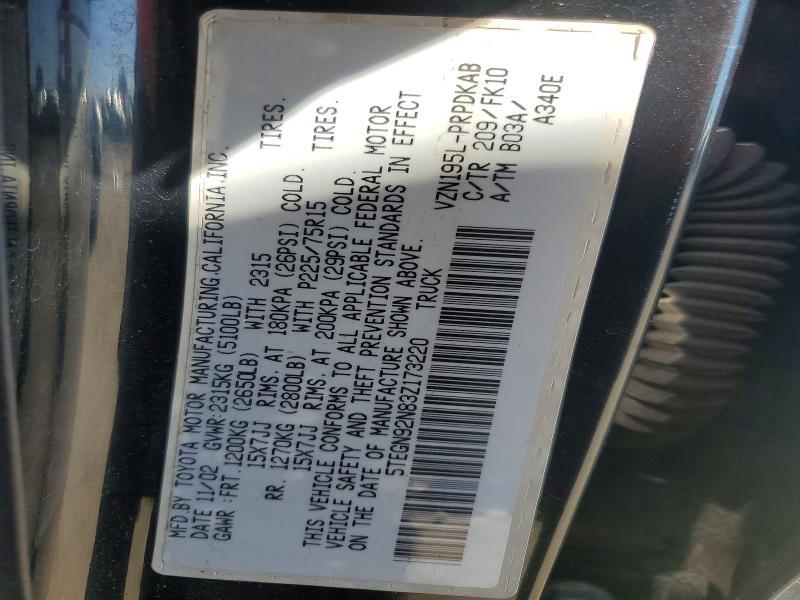 MFD BY TOYOTA MOTOR MANUFACTURING CALIFORNIA,INC.
DATE 11/02 GVWR:2315KG (5100LB)
GAWR :FRT.1200KG (2650LB) WITH 2315 TIRES.
15X7JJ RIMS. AT 180KPA (26PSI) COLD.
RR. 1270KG (2800LB) WITH P225/75R15 TIRES.
15X7JJ RIMS. AT 200KPA (29PSI) COLD.
THIS VEHICLE CONFORMS TO ALL APPLICABLE FEDERAL MOTOR
VEHICLE SAFETY AND THEFT PREVENTION STANDARDS IN EFFECT
ON THE DATE OF MANUFACTURE SHOWN ABOVE.
5TEGN92N83Z173220 TRUCK
VZN195L-PRPDKAB
C/TR 209/FK10
A/TM B03A/
A340E